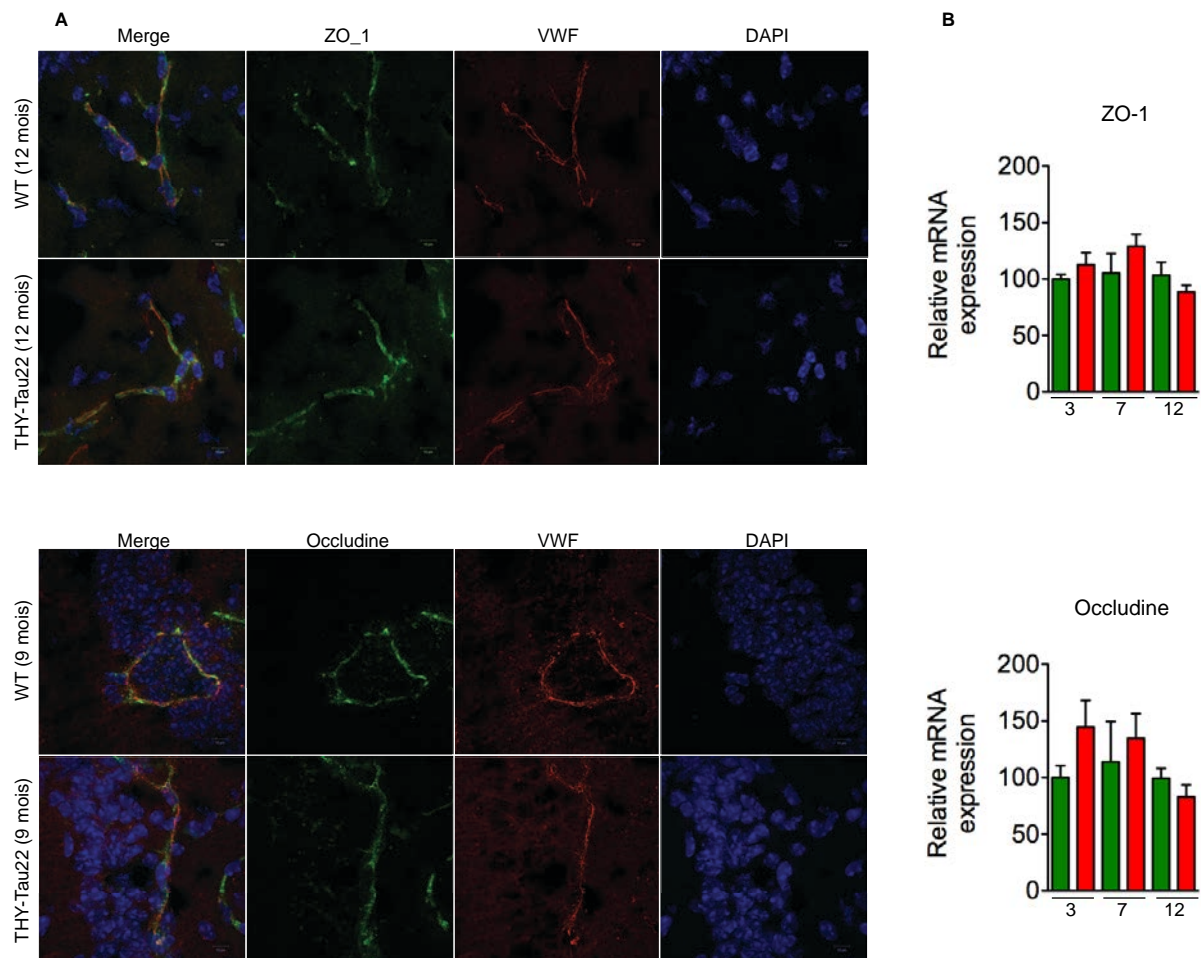 A
Merge ZO_1 VWF DAPI
WT (12 mois)
THY-Tau22 (12 mois)
Merge Occludine VWF DAPI
WT (9 mois)
THY-Tau22 (9 mois)
B
ZO-1
Relative mRNA
expression
200
150
100
50
0
3 7 12
Occludine
Relative mRNA
expression
200
150
100
50
0
3 7 12